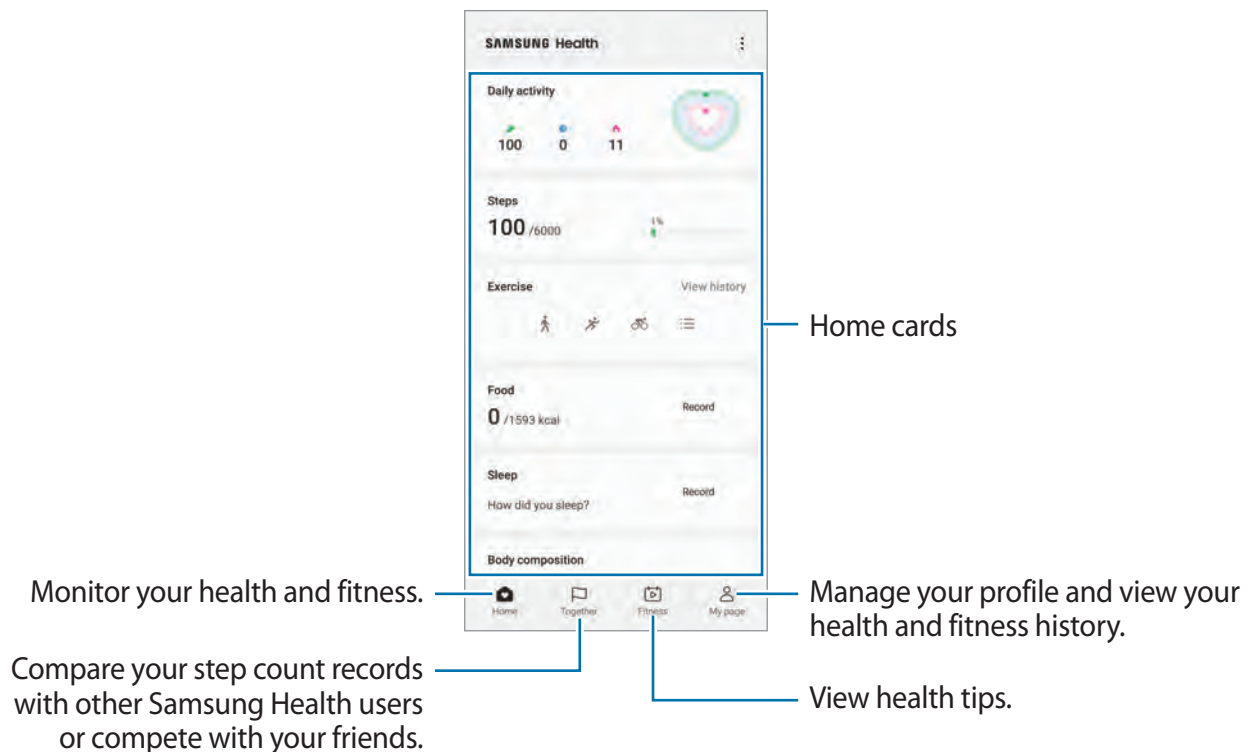 SAMSUNG Health
Daily activity
100 0 11
Steps
100 /6000
1%
Exercise
View history
Home cards
Food
0 /1593 kcal
Record
Sleep
How did you sleep?
Record
Body composition
Home Together Fitness My page
Monitor your health and fitness.
Manage your profile and view your
health and fitness history.
Compare your step count records
with other Samsung Health users
or compete with your friends.
View health tips.